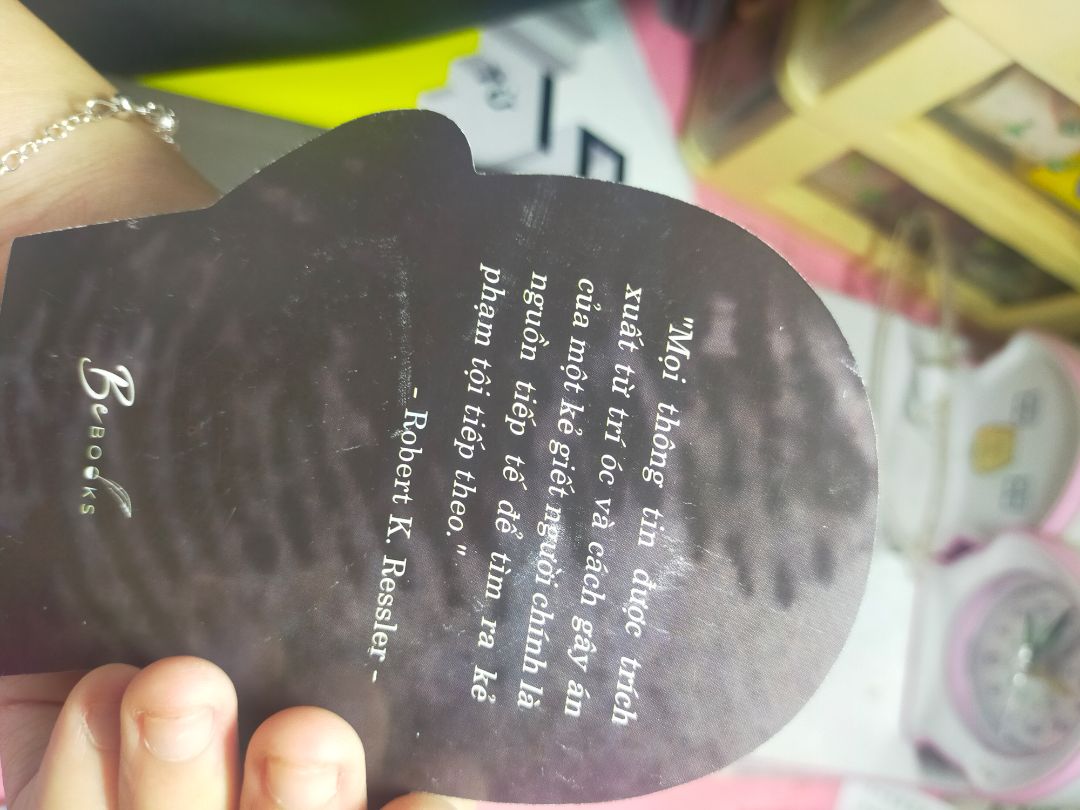 "Mọi thông tin được trích
xuất từ trí óc và cách gây án
của một kẻ giết người chính là
nguồn tiếp tế để tìm ra kẻ
phạm tội tiếp theo."
- Robert K. Ressler -
BeBOOKS